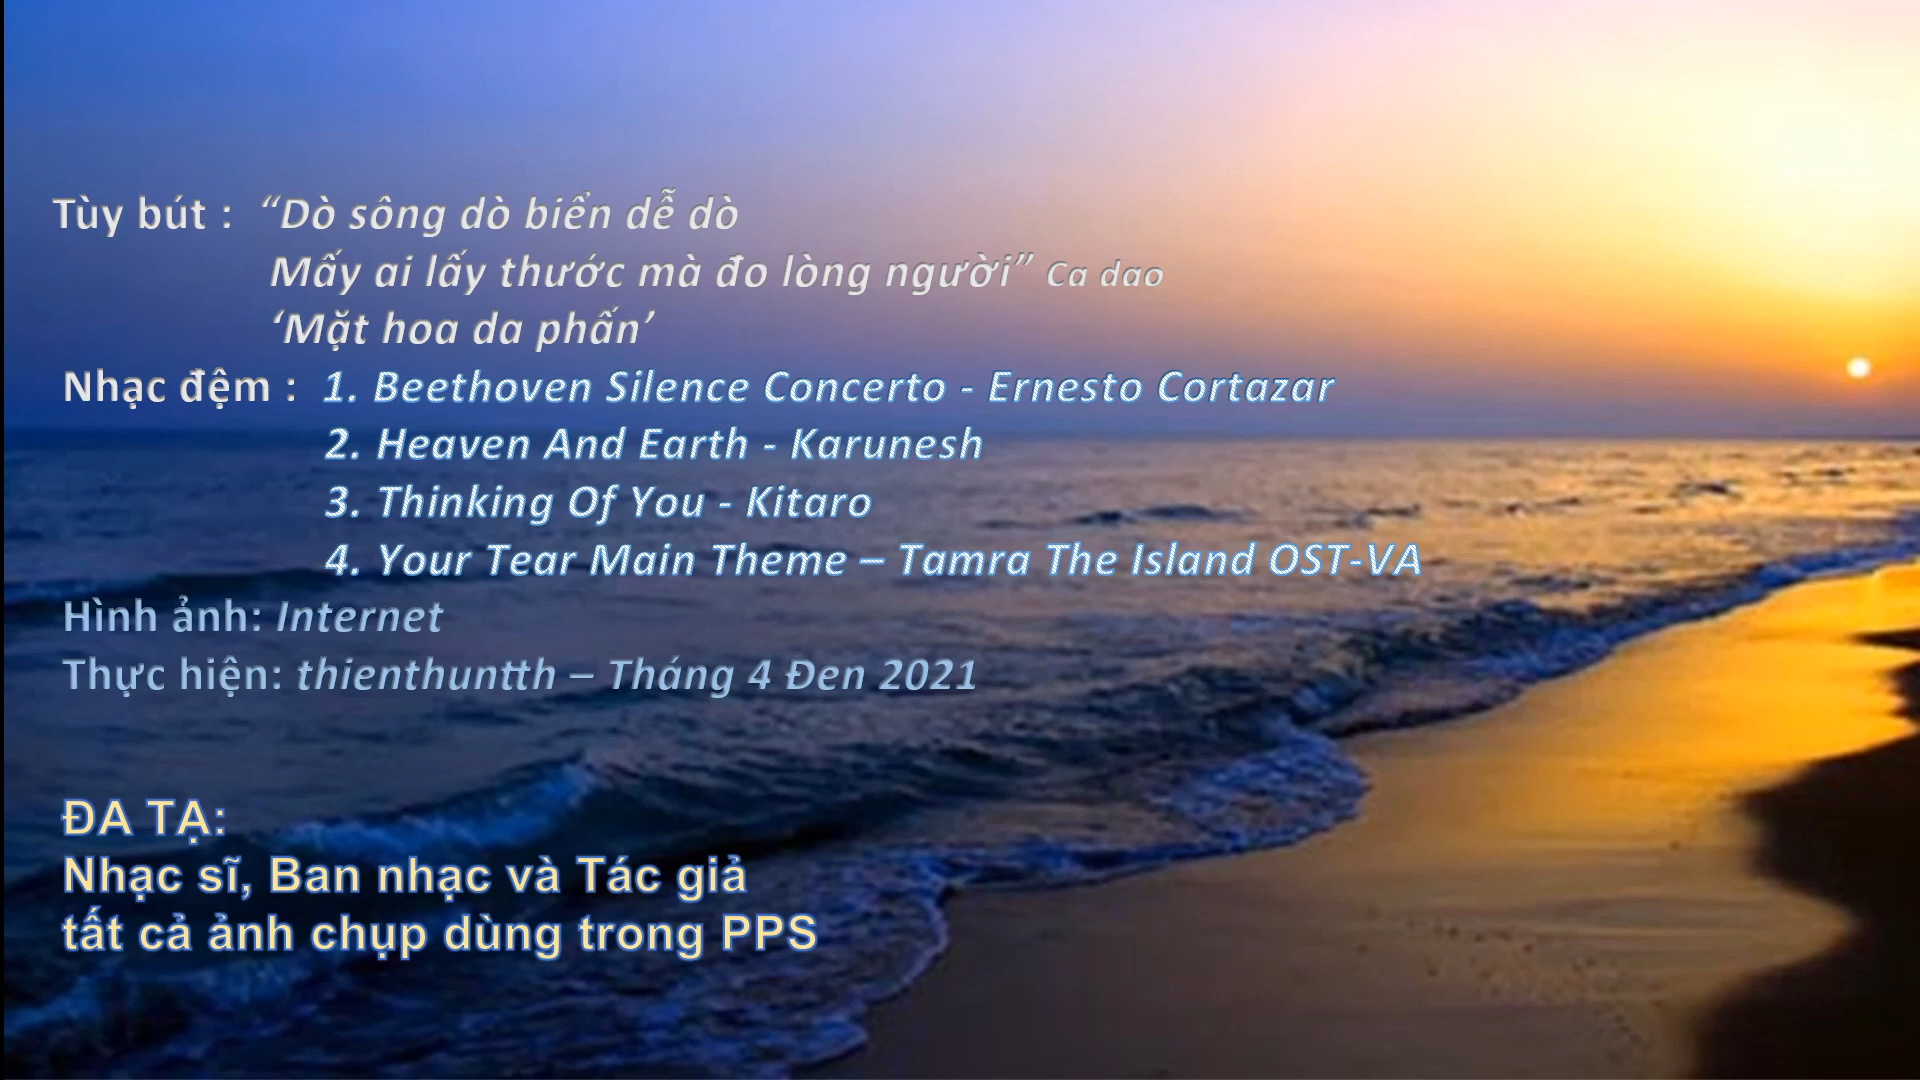 Tùy bút : “Dò sông dò biển dễ dò
Mấy ai lấy thước mà đo lòng người” Ca dao
‘Mặt hoa da phấn’
Nhạc đệm : 1. Beethoven Silence Concerto - Ernesto Cortazar
2. Heaven And Earth - Karunesh
3. Thinking Of You - Kitaro
4. Your Tear Main Theme – Tamra The Island OST-VA
Hình ảnh: Internet
Thực hiện: thienthuntth – Tháng 4 Đen 2021
ĐA TẠ:
Nhạc sĩ, Ban nhạc và Tác giả
tất cả ảnh chụp dùng trong PPS